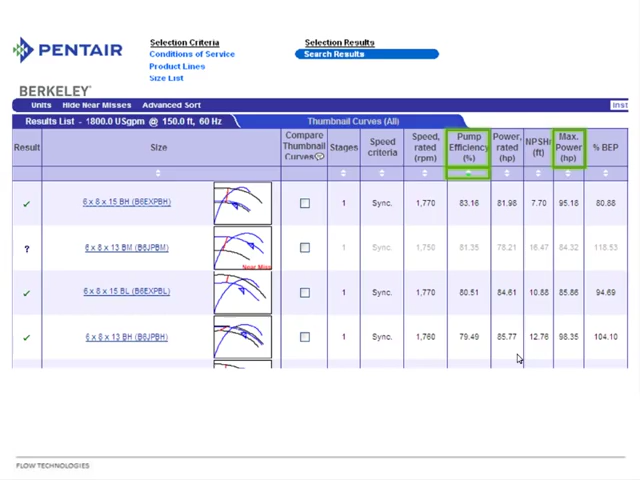 PENTAIR
Selection Criteria
Conditions of Service
Product Lines
Size List
Selection Results
Search Results
BERKELEY
Units Hide Near Misses Advanced Sort Inst
Results List - 1800.0 USgpm @ 150.0 ft, 60 Hz Thumbnail Curves (All)
Result Size Compare Thumbnail Curves Stages Speed criteria Speed, rated (rpm) Pump Efficiency (%) Power, rated (hp) NPSHr (ft) Max. Power (hp) % BEP
✓ 6 x 8 x 15 BH (B6EXPBH) 1 Sync. 1,770 83.16 81.98 7.70 95.18 80.88
? 6 x 8 x 13 BM (B6JPBM) Near Miss 1 Sync. 1,750 81.35 78.21 16.47 84.32 118.53
✓ 6 x 8 x 15 BL (B6EXPBL) 1 Sync. 1,770 80.51 84.61 10.88 85.86 94.69
✓ 6 x 8 x 13 BH (B6JPBH) 1 Sync. 1,760 79.49 85.77 12.76 98.35 104.10
FLOW TECHNOLOGIES